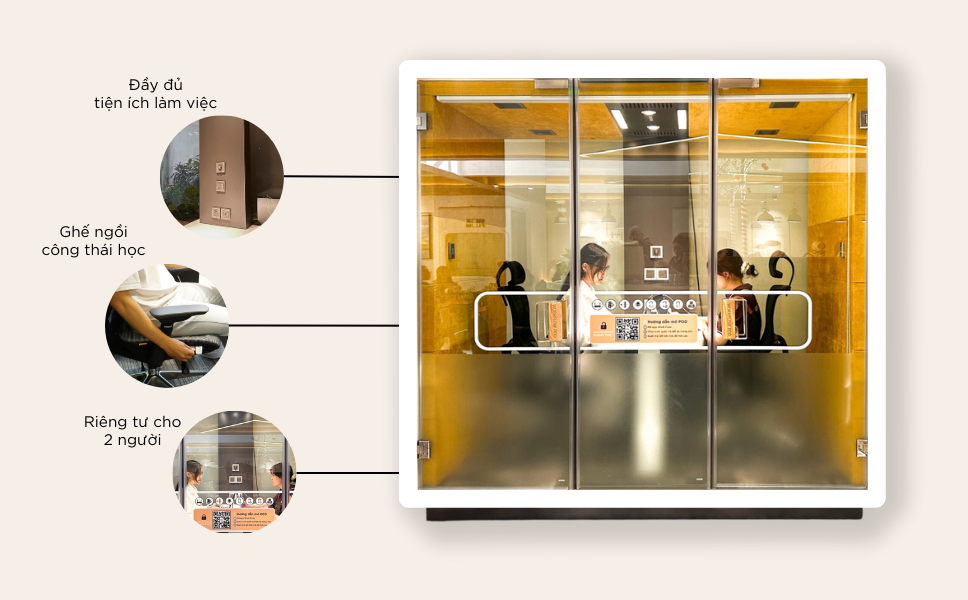 Đầy đủ
tiện ích làm việc
Ghế ngồi
công thái học
Riêng tư cho
2 người
Hướng dẫn mở POD